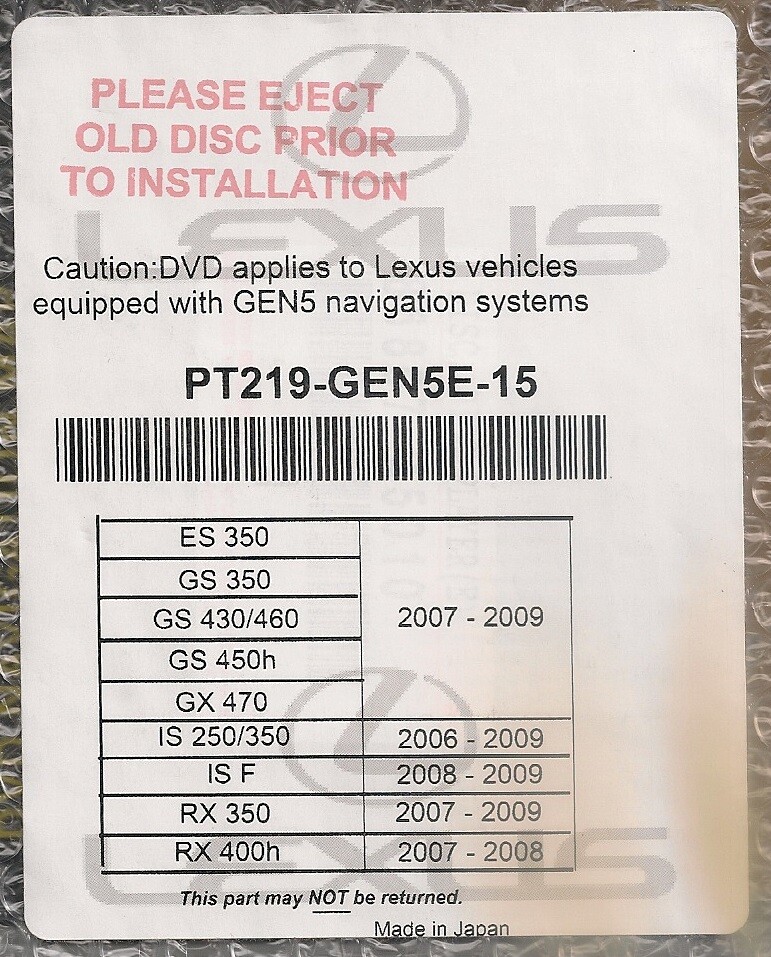 PLEASE EJECT
OLD DISC PRIOR
TO INSTALLATION
LEXUS
Caution:DVD applies to Lexus vehicles
equipped with GEN5 navigation systems
PT219-GEN5E-15
ES 350
GS 350
GS 430/460 2007 - 2009
GS 450h
GX 470
IS 250/350 2006 - 2009
IS F 2008 - 2009
RX 350 2007 - 2009
RX 400h 2007 - 2008
LEXUS
This part may NOT be returned.
Made in Japan